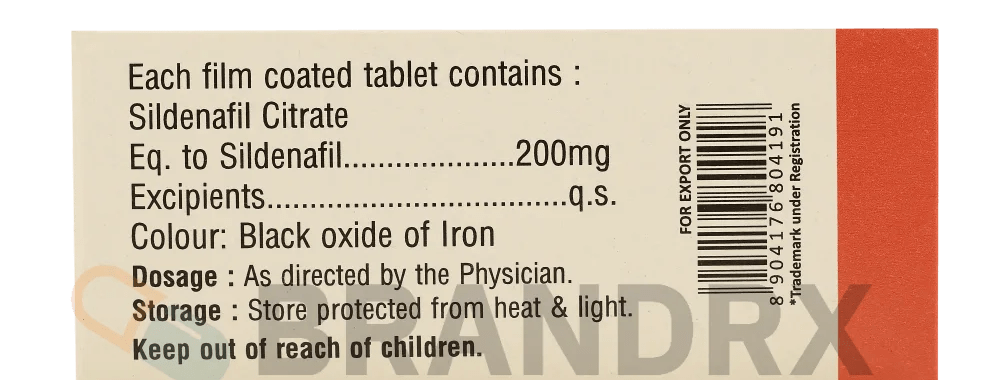 Each film coated tablet contains :
Sildenafil Citrate
Eq. to Sildenafil....................200mg
Excipients...................................q.s.
Colour: Black oxide of Iron
Dosage : As directed by the Physician.
Storage : Store protected from heat & light.
Keep out of reach of children.
FOR EXPORT ONLY
8 904176 804191
*Trademark under Registration
BRANDRX